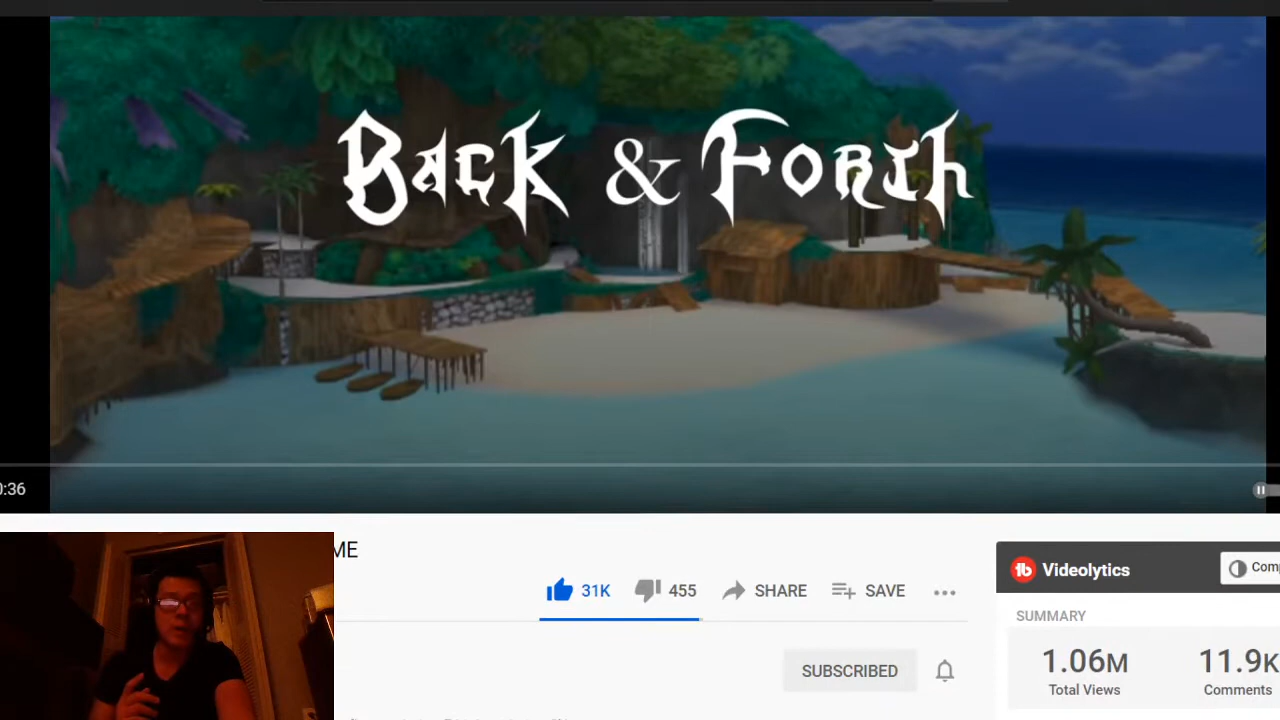 Back & Forth
0:36
ME
31K 455 SHARE SAVE
SUBSCRIBED
Videolytics
Comp
SUMMARY
1.06M
Total Views
11.9K
Comments